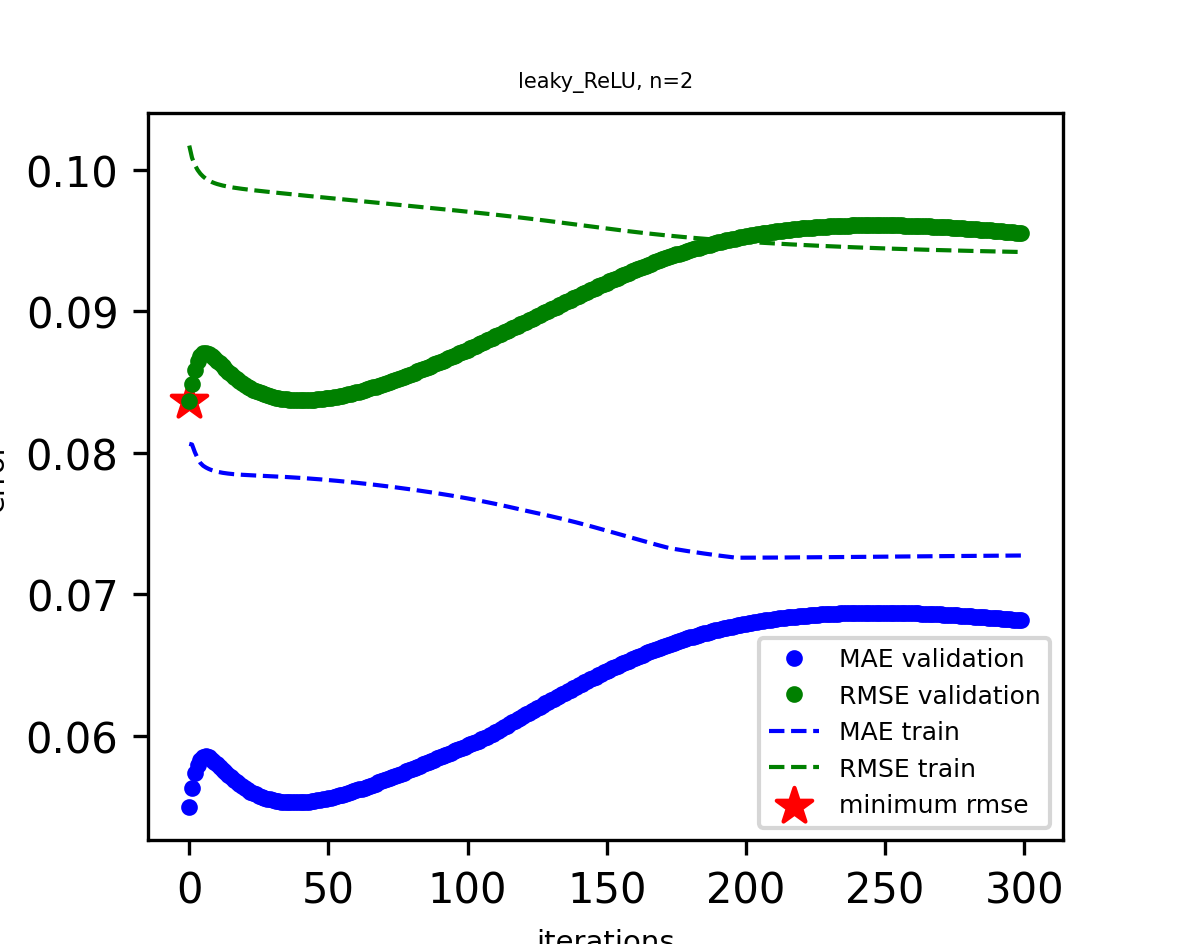 leaky_ReLU, n=2
0.10
0.09
0.08
0.07
0.06
MAE validation
RMSE validation
MAE train
RMSE train
minimum rmse
0 50 100 150 200 250 300
iterations